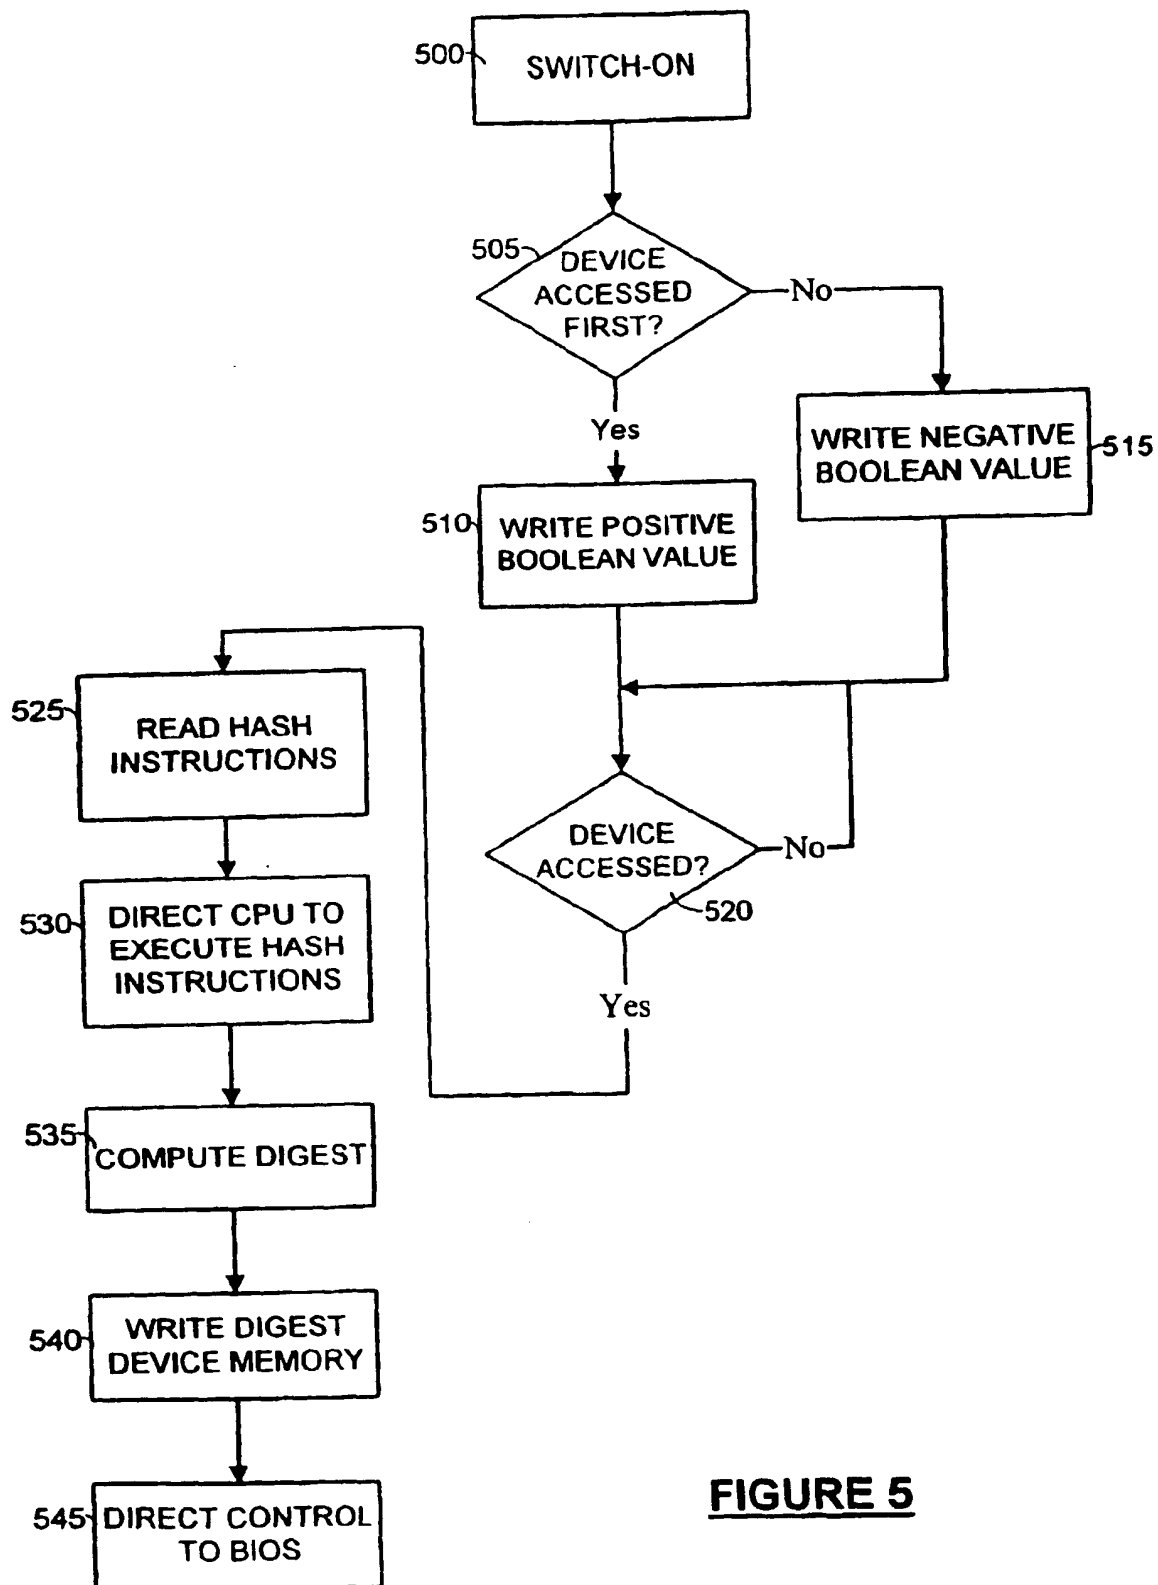 500
SWITCH-ON
505
DEVICE
ACCESSED
FIRST?
No
Yes
WRITE NEGATIVE
BOOLEAN VALUE
515
510
WRITE POSITIVE
BOOLEAN VALUE
525
READ HASH
INSTRUCTIONS
DEVICE
ACCESSED?
No
520
530
DIRECT CPU TO
EXECUTE HASH
INSTRUCTIONS
Yes
535
COMPUTE DIGEST
540
WRITE DIGEST
DEVICE MEMORY
545
DIRECT CONTROL
TO BIOS
FIGURE 5